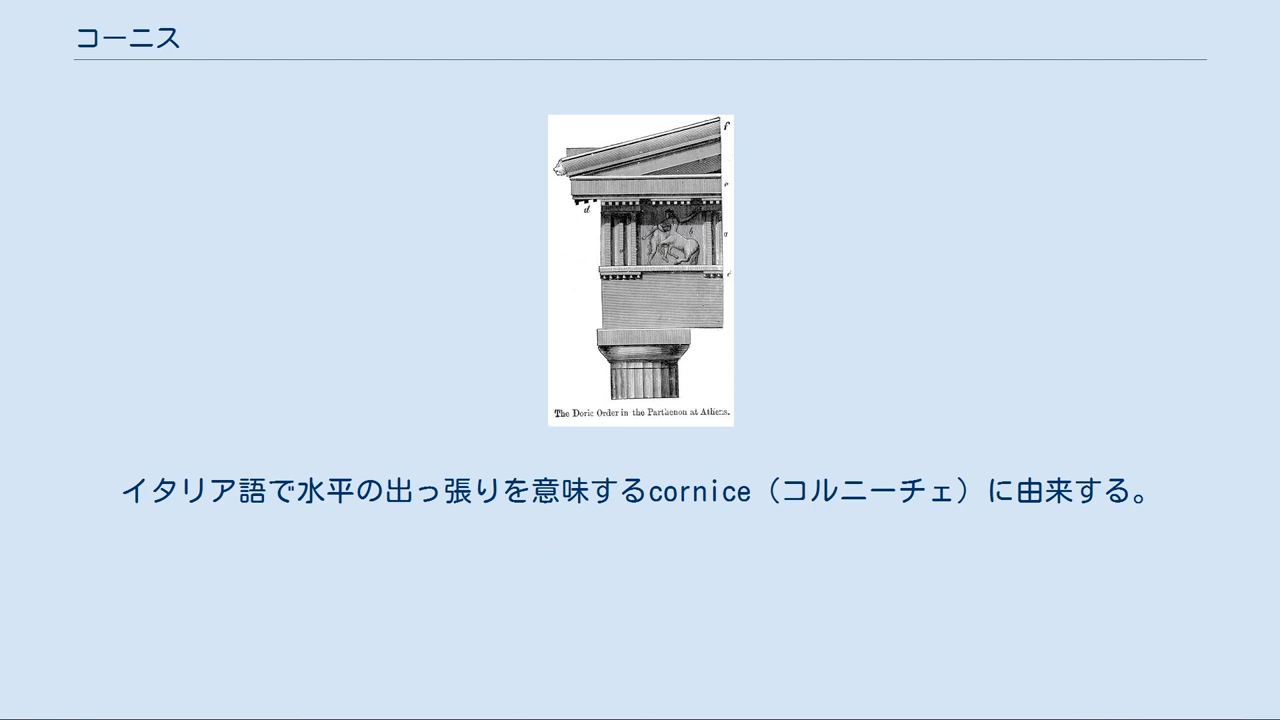 コーニス
f
e
d
b
a
c
The Doric Order in the Parthenon at Athens.
イタリア語で水平の出っ張りを意味するcornice（コルニーチェ）に由来する。